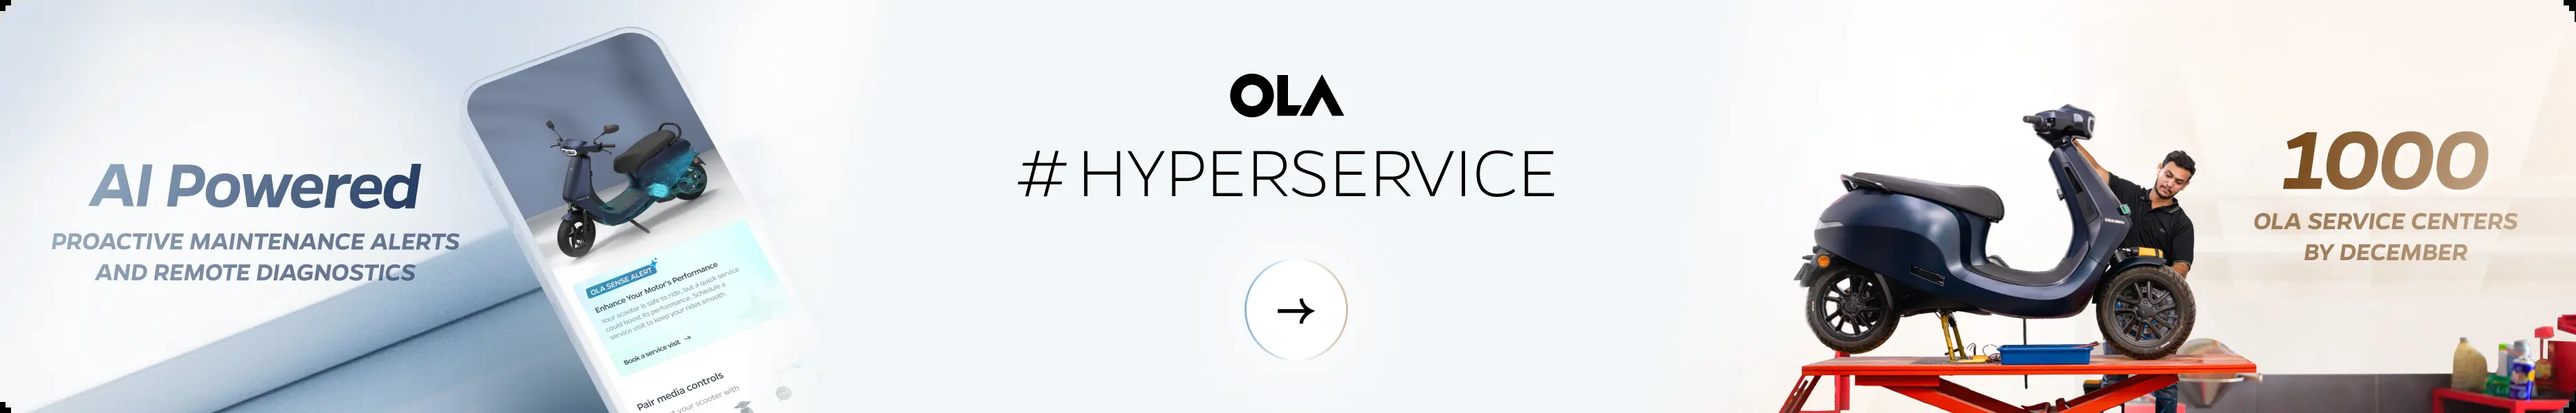 AI Powered
PROACTIVE MAINTENANCE ALERTS
AND REMOTE DIAGNOSTICS
OLA SENSE ALERT
Enhance Your Motor's Performance
Your scooter is safe to ride, but a quick service
could boost its performance. Schedule a
service visit to keep your rides smooth.
Book a service visit →
Pair media controls
your scooter with
OLA
#HYPERSERVICE
1000
OLA SERVICE CENTERS
BY DECEMBER